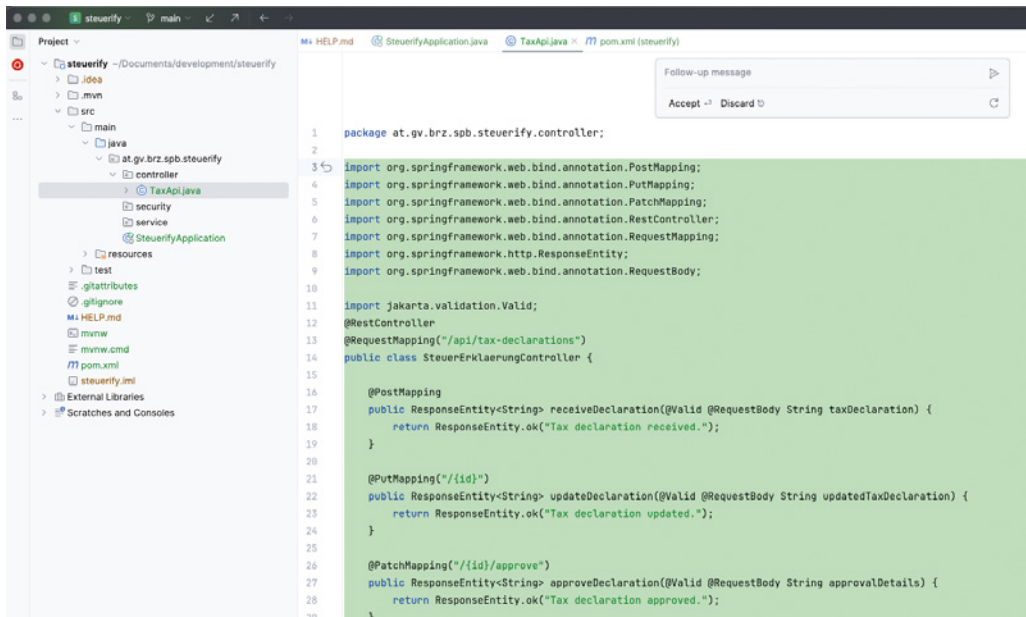 steuerify main
Project
M↓ HELP.md SteuerifyApplication.java TaxApi.java m pom.xml (steuerify)
steuerify ~/Documents/development/steuerify
.idea
.mvn
src
main
java
at.gv.brz.spb.steuerify
controller
TaxApi.java
security
service
SteuerifyApplication
resources
test
.gitattributes
.gitignore
M↓ HELP.md
mvnw
mvnw.cmd
m pom.xml
steuerify.iml
External Libraries
Scratches and Consoles
Follow-up message
Accept Discard
1 package at.gv.brz.spb.steuerify.controller;
2
3 import org.springframework.web.bind.annotation.PostMapping;
4 import org.springframework.web.bind.annotation.PutMapping;
5 import org.springframework.web.bind.annotation.PatchMapping;
6 import org.springframework.web.bind.annotation.RestController;
7 import org.springframework.web.bind.annotation.RequestMapping;
8 import org.springframework.http.ResponseEntity;
9 import org.springframework.web.bind.annotation.RequestBody;
10
11 import jakarta.validation.Valid;
12 @RestController
13 @RequestMapping("/api/tax-declarations")
14 public class SteuerErklaerungController {
15
16 @PostMapping
17 public ResponseEntity<String> receiveDeclaration(@Valid @RequestBody String taxDeclaration) {
18 return ResponseEntity.ok("Tax declaration received.");
19 }
20
21 @PutMapping("/{id}")
22 public ResponseEntity<String> updateDeclaration(@Valid @RequestBody String updatedTaxDeclaration) {
23 return ResponseEntity.ok("Tax declaration updated.");
24 }
25
26 @PatchMapping("/{id}/approve")
27 public ResponseEntity<String> approveDeclaration(@Valid @RequestBody String approvalDetails) {
28 return ResponseEntity.ok("Tax declaration approved.");